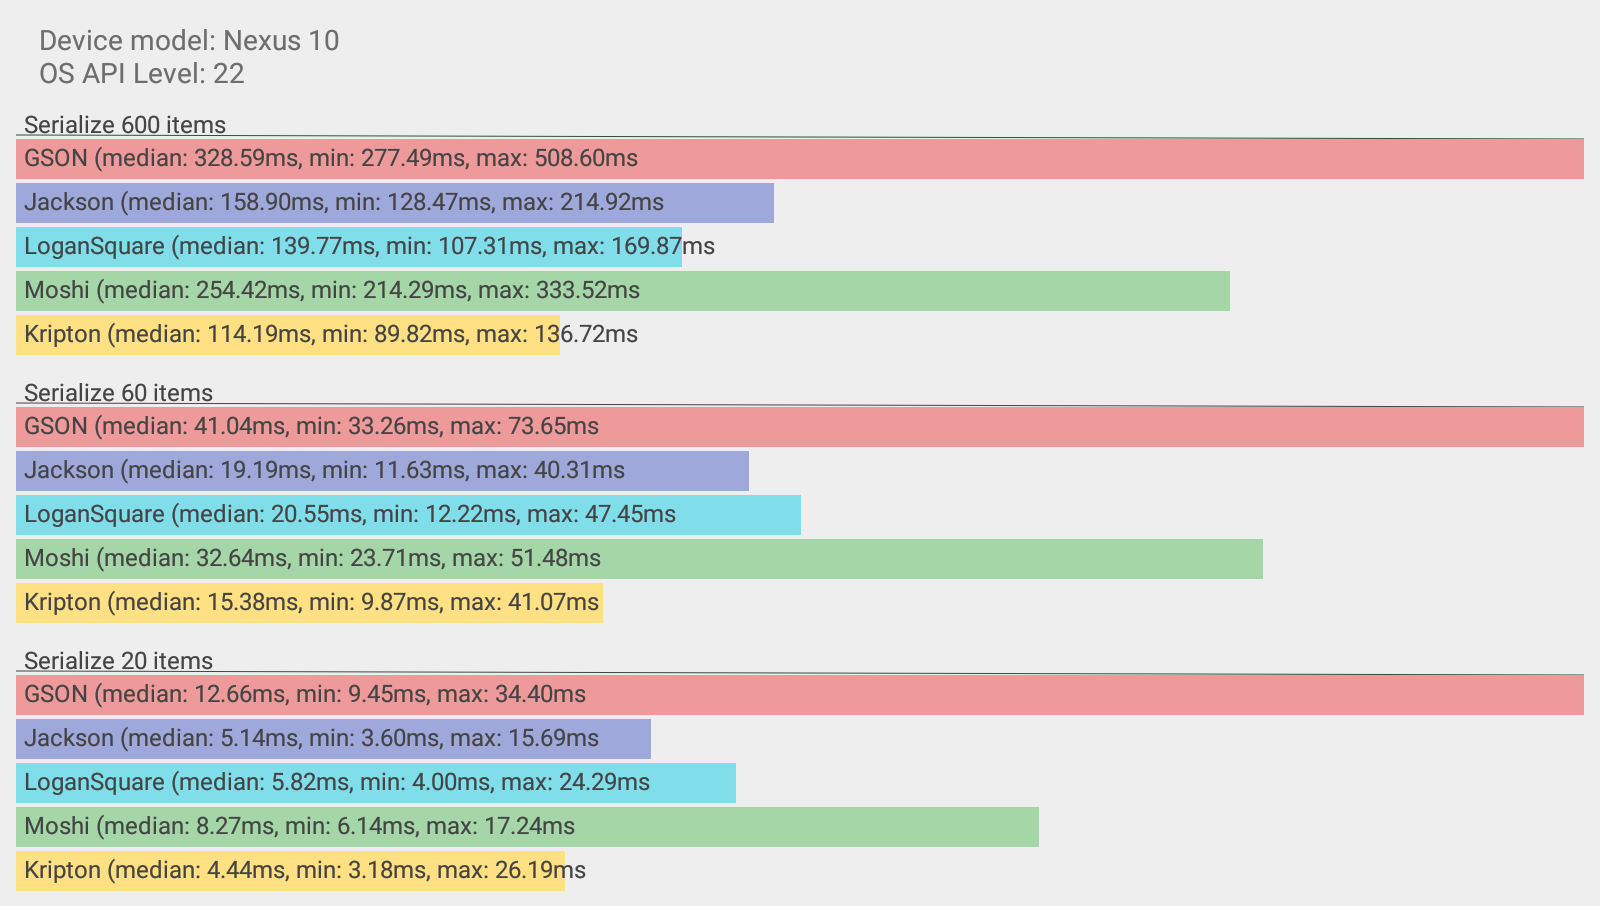 Device model: Nexus 10
OS API Level: 22
Serialize 600 items
GSON (median: 328.59ms, min: 277.49ms, max: 508.60ms
Jackson (median: 158.90ms, min: 128.47ms, max: 214.92ms
LoganSquare (median: 139.77ms, min: 107.31ms, max: 169.87ms
Moshi (median: 254.42ms, min: 214.29ms, max: 333.52ms
Kripton (median: 114.19ms, min: 89.82ms, max: 136.72ms
Serialize 60 items
GSON (median: 41.04ms, min: 33.26ms, max: 73.65ms
Jackson (median: 19.19ms, min: 11.63ms, max: 40.31ms
LoganSquare (median: 20.55ms, min: 12.22ms, max: 47.45ms
Moshi (median: 32.64ms, min: 23.71ms, max: 51.48ms
Kripton (median: 15.38ms, min: 9.87ms, max: 41.07ms
Serialize 20 items
GSON (median: 12.66ms, min: 9.45ms, max: 34.40ms
Jackson (median: 5.14ms, min: 3.60ms, max: 15.69ms
LoganSquare (median: 5.82ms, min: 4.00ms, max: 24.29ms
Moshi (median: 8.27ms, min: 6.14ms, max: 17.24ms
Kripton (median: 4.44ms, min: 3.18ms, max: 26.19ms